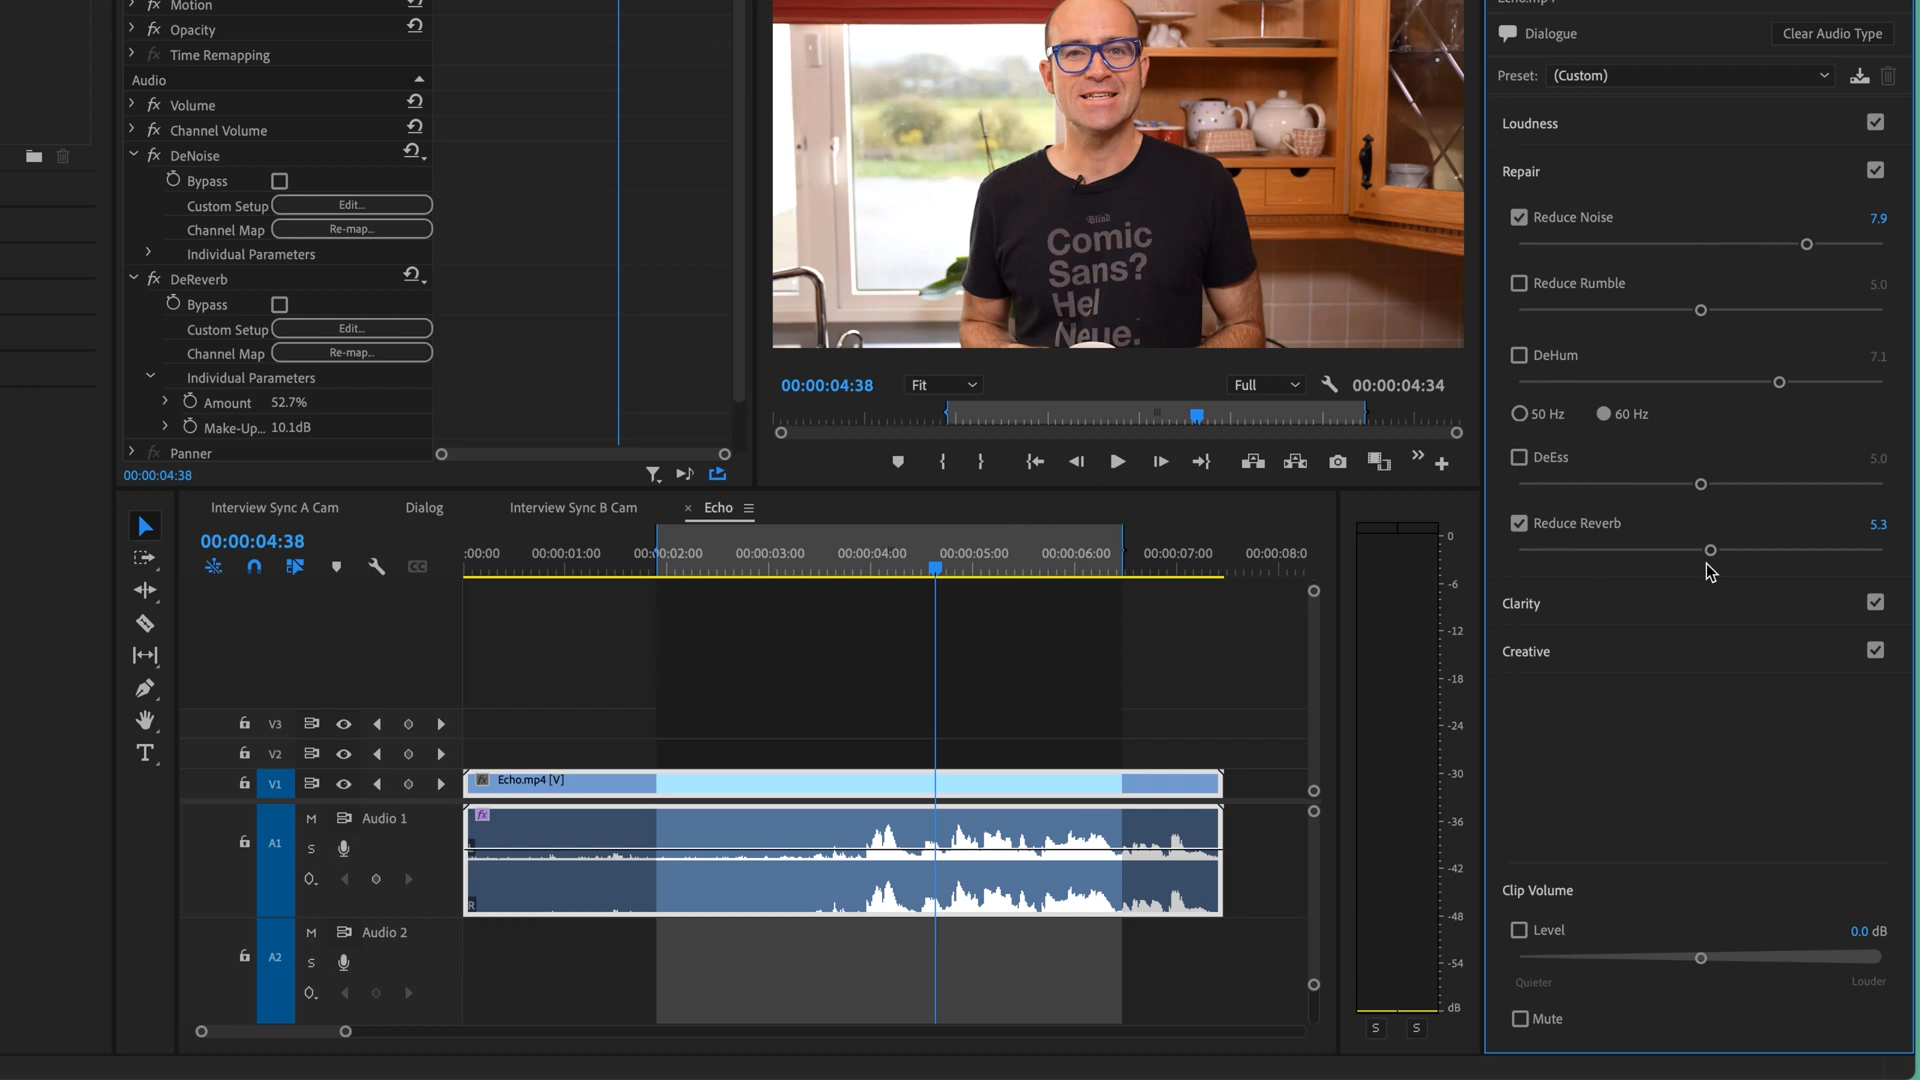 Motion
Opacity
Time Remapping
Audio
Volume
Channel Volume
DeNoise
Bypass
Custom Setup Edit...
Channel Map Re-map...
Individual Parameters
DeReverb
Bypass
Custom Setup Edit...
Channel Map Re-map...
Individual Parameters
Amount 52.7%
Make-Up... 10.1dB
Panner
00:00:04:38
Blind
Comic
Sans?
Hel
Neue.
00:00:04:38 Fit Full 00:00:04:34
Dialogue Clear Audio Type
Preset: (Custom)
Loudness
Repair
Reduce Noise 7.9
Reduce Rumble 5.0
DeHum 7.1
50 Hz 60 Hz
DeEss 5.0
Reduce Reverb 5.3
Clarity
Creative
Clip Volume
Level 0.0 dB
Quieter Louder
Mute
Interview Sync A Cam Dialog Interview Sync B Cam × Echo
00:00:04:38
:00:00 00:00:01:00 00:00:02:00 00:00:03:00 00:00:04:00 00:00:05:00 00:00:06:00 00:00:07:00 00:00:08:0
CC
V3
V2
V1 Echo.mp4 [V]
fx
A1 M Audio 1
S
R
A2 M Audio 2
S
T
0
-6
-12
-18
-24
-30
-36
-42
-48
-54
dB
S S